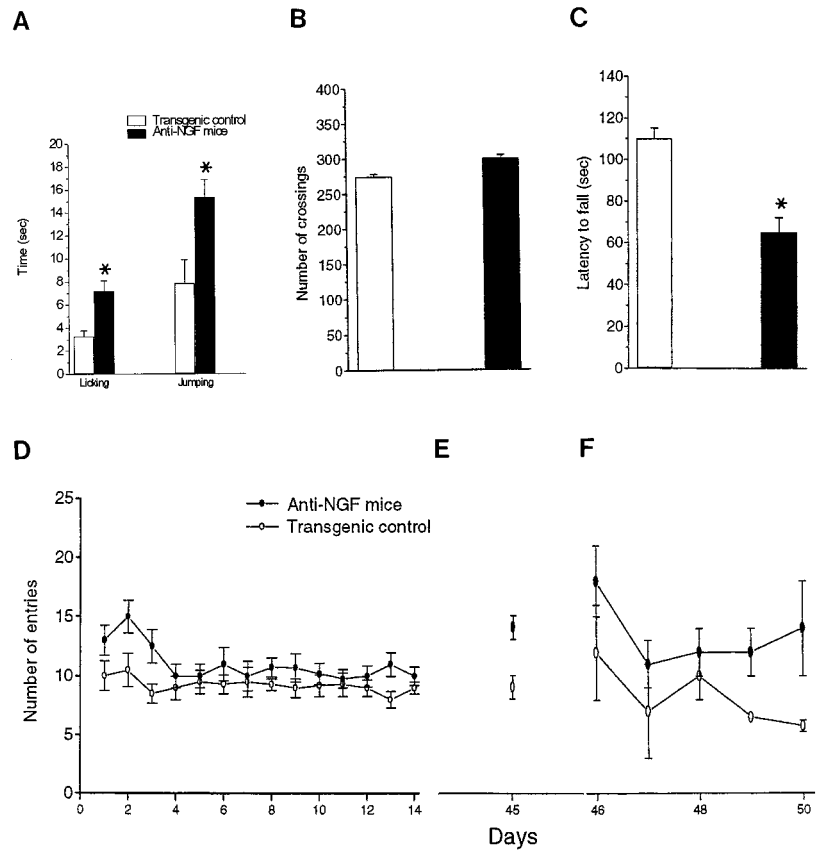 A
B
C
Transgenic control
Anti-NGF mice
20
18
16
14
12
10
8
6
4
2
0
Time (sec)
*
*
Licking
Jumping
400
350
300
250
200
150
100
50
0
Number of crossings
140
120
100
80
60
40
20
0
Latency to fall (sec)
*
D
E
F
Anti-NGF mice
Transgenic control
25
20
15
10
5
0
Number of entries
0 2 4 6 8 10 12 14
45
46 48 50
Days